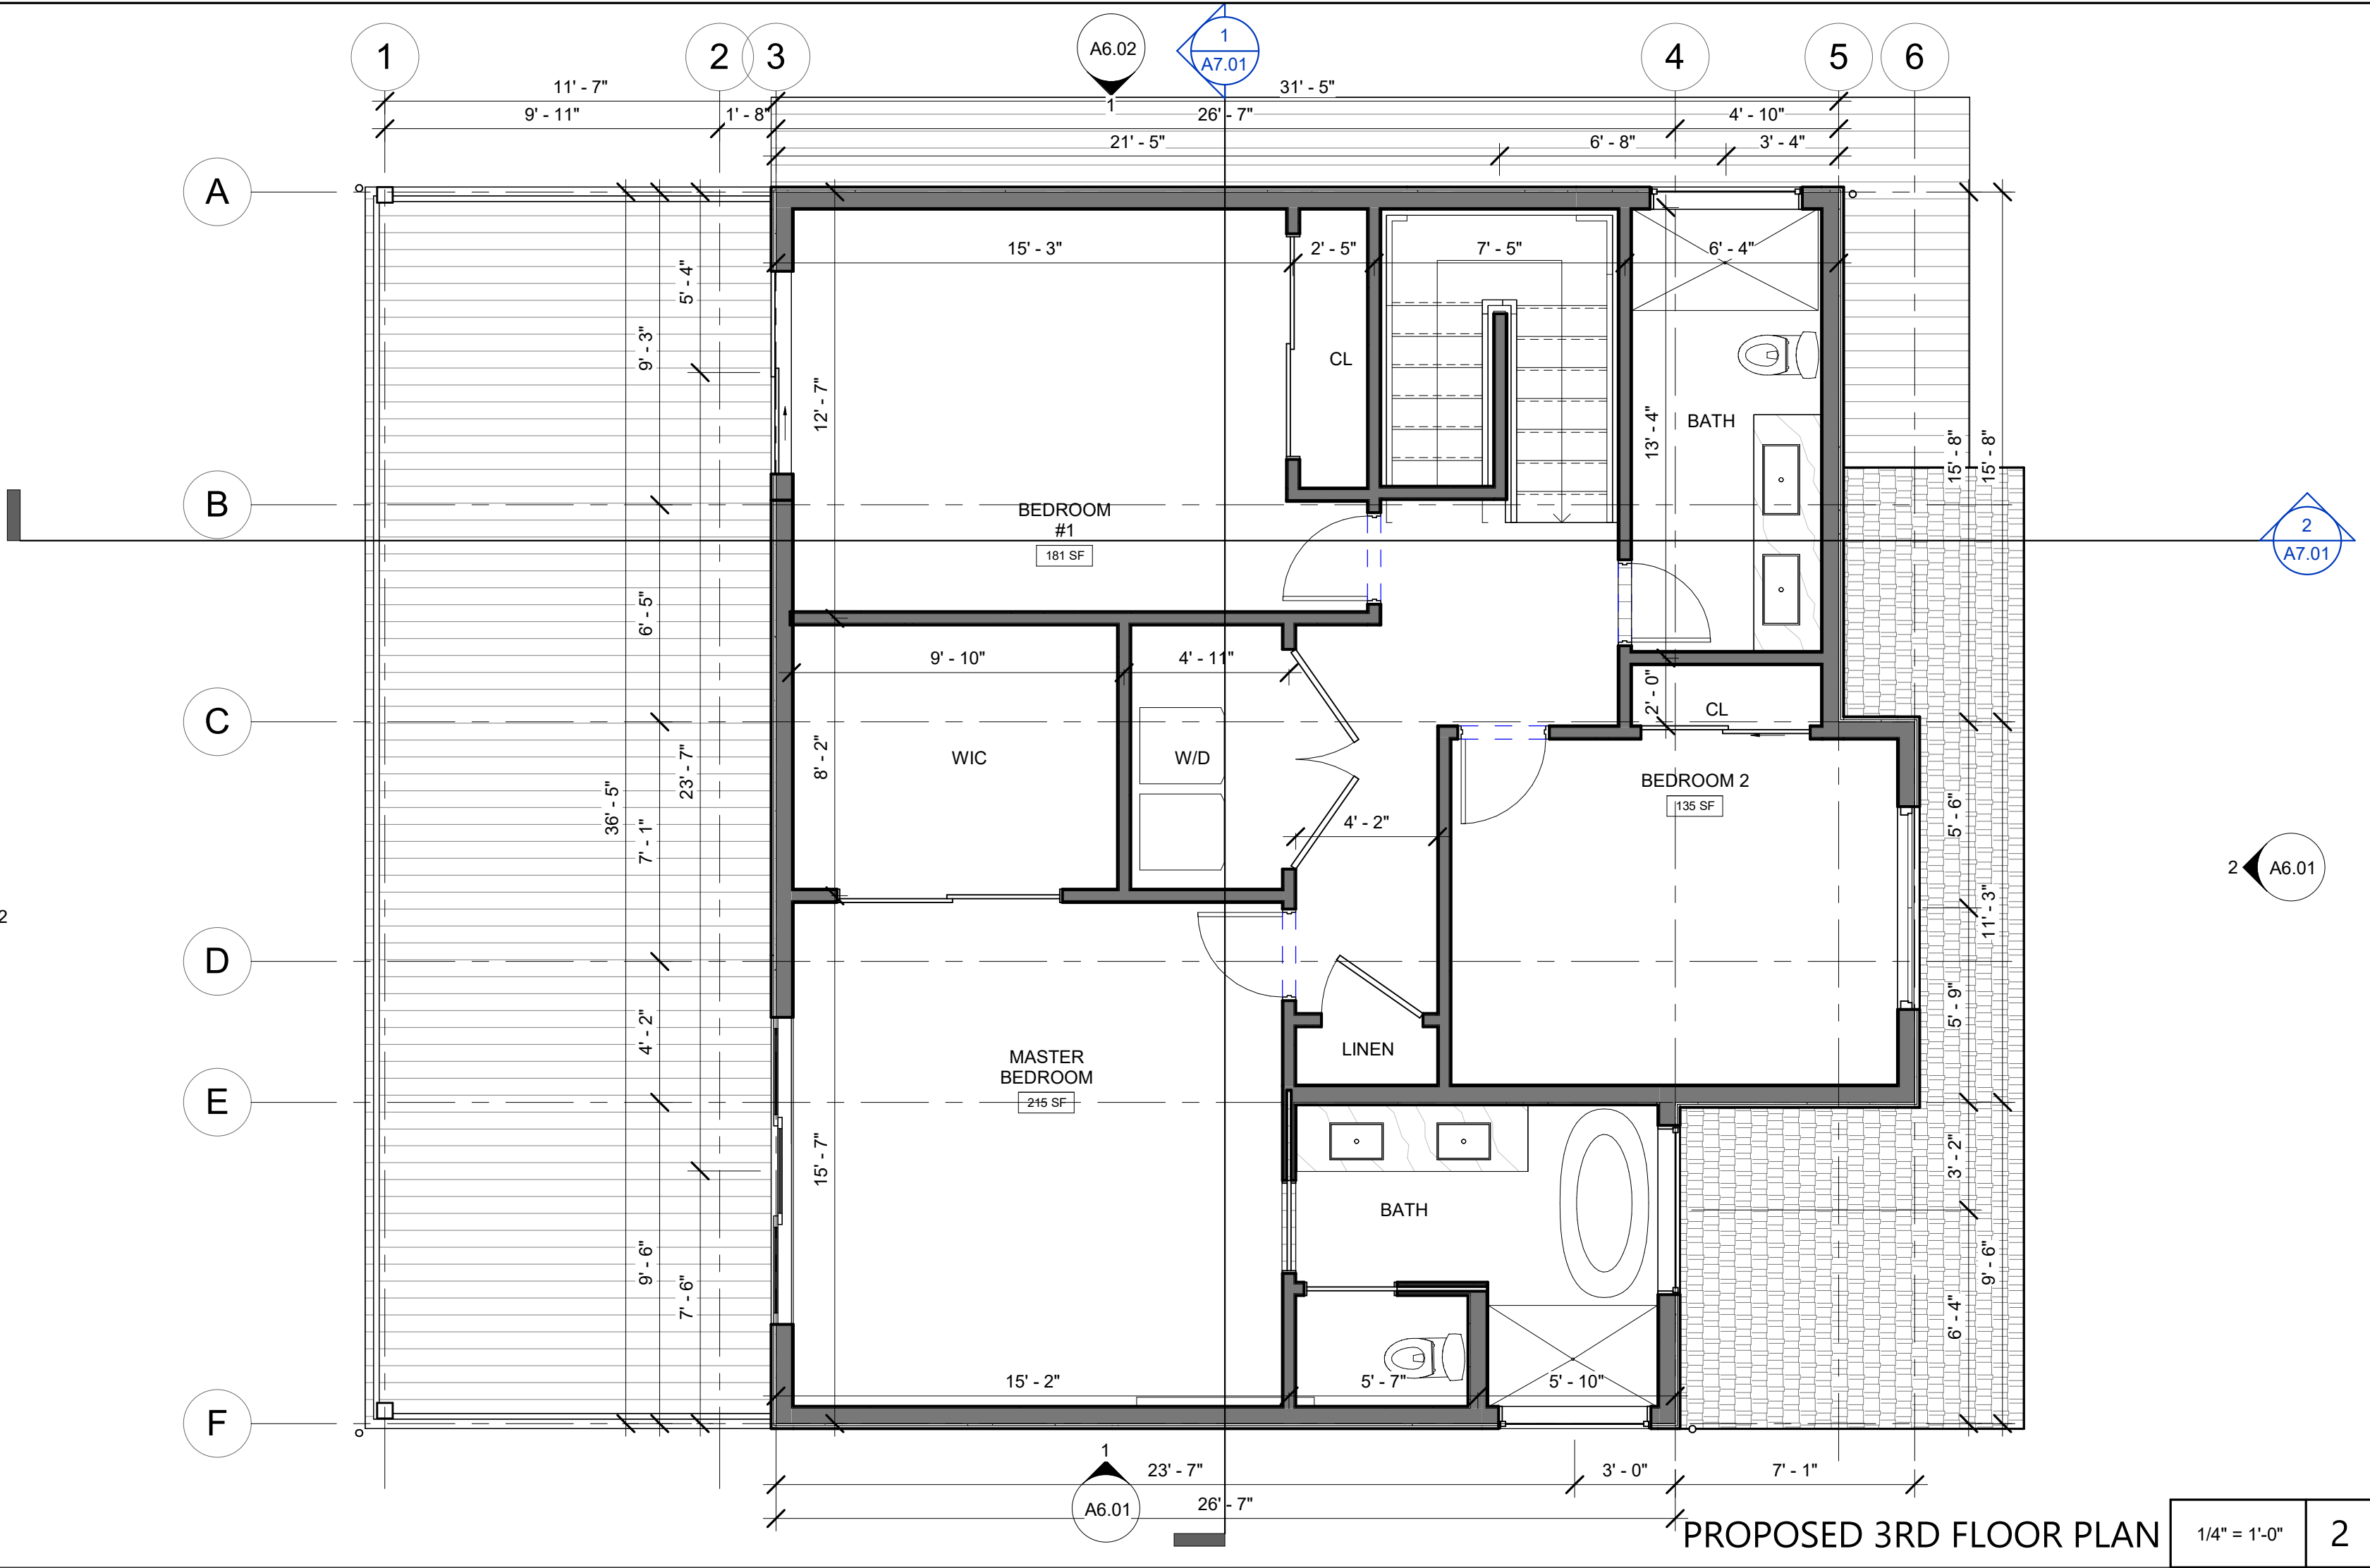 1
2
3
4
5
6
A6.02
1
1
A7.01
11' - 7"
31' - 5"
9' - 11"
1' - 8"
26' - 7"
4' - 10"
21' - 5"
6' - 8"
3' - 4"
A
B
C
D
E
F
15' - 3"
2' - 5"
7' - 5"
6' - 4"
5' - 4"
9' - 3"
12' - 7"
CL
13' - 4"
BATH
15' - 8"
15' - 8"
BEDROOM
#1
181 SF
2
A7.01
6' - 5"
9' - 10"
4' - 11"
2' - 0"
CL
8' - 2"
WIC
W/D
23' - 7"
36' - 5"
7' - 1"
4' - 2"
BEDROOM 2
135 SF
5' - 6"
11' - 3"
2
A6.01
2
5' - 9"
4' - 2"
MASTER
BEDROOM
215 SF
LINEN
15' - 7"
BATH
3' - 2"
9' - 6"
6' - 4"
9' - 6"
7' - 6"
15' - 2"
5' - 7"
5' - 10"
1
A6.01
23' - 7"
3' - 0"
7' - 1"
26' - 7"
PROPOSED 3RD FLOOR PLAN
1/4" = 1'-0"
2